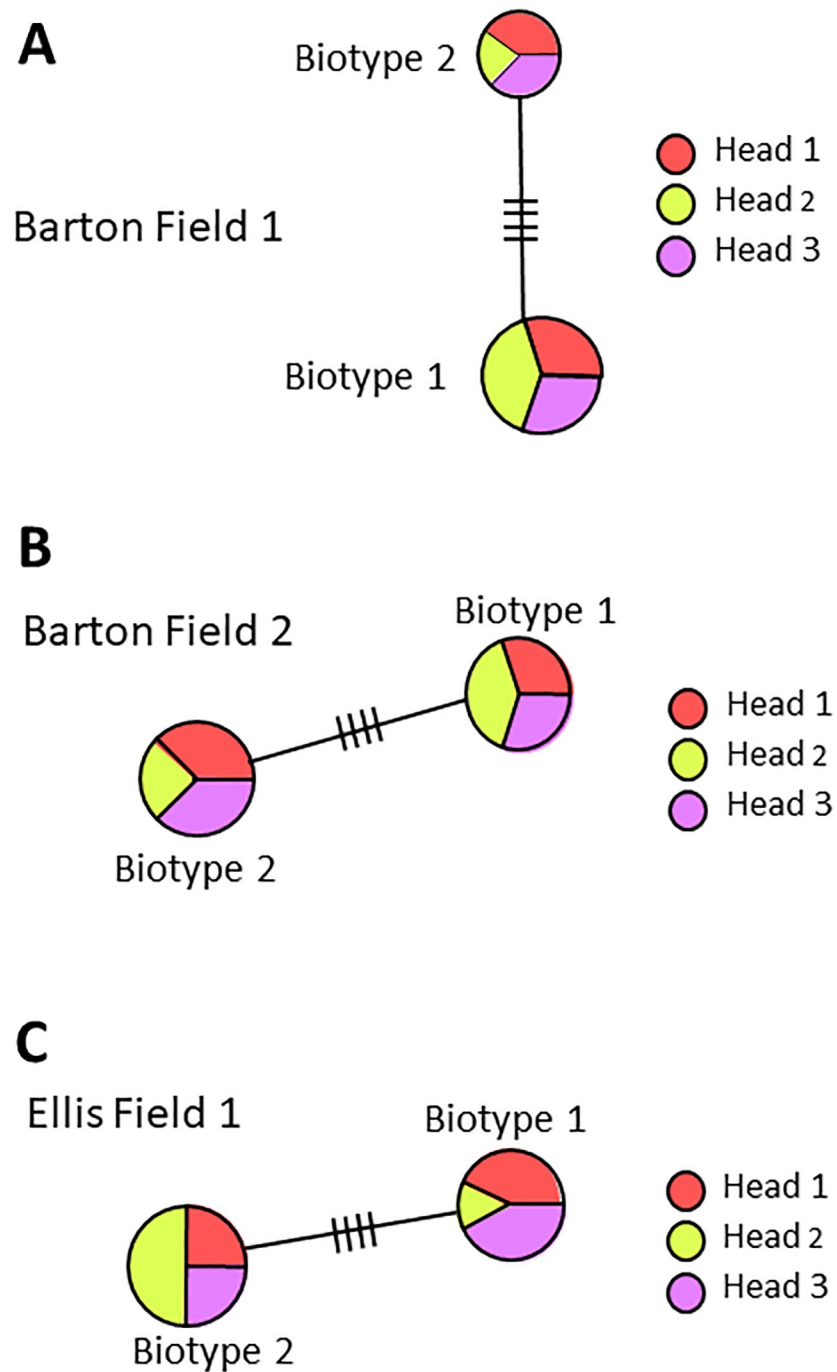 A
Biotype 2
Head 1
Head 2
Head 3
Barton Field 1
Biotype 1
B
Barton Field 2
Biotype 1
Head 1
Head 2
Head 3
Biotype 2
C
Ellis Field 1
Biotype 1
Head 1
Head 2
Head 3
Biotype 2